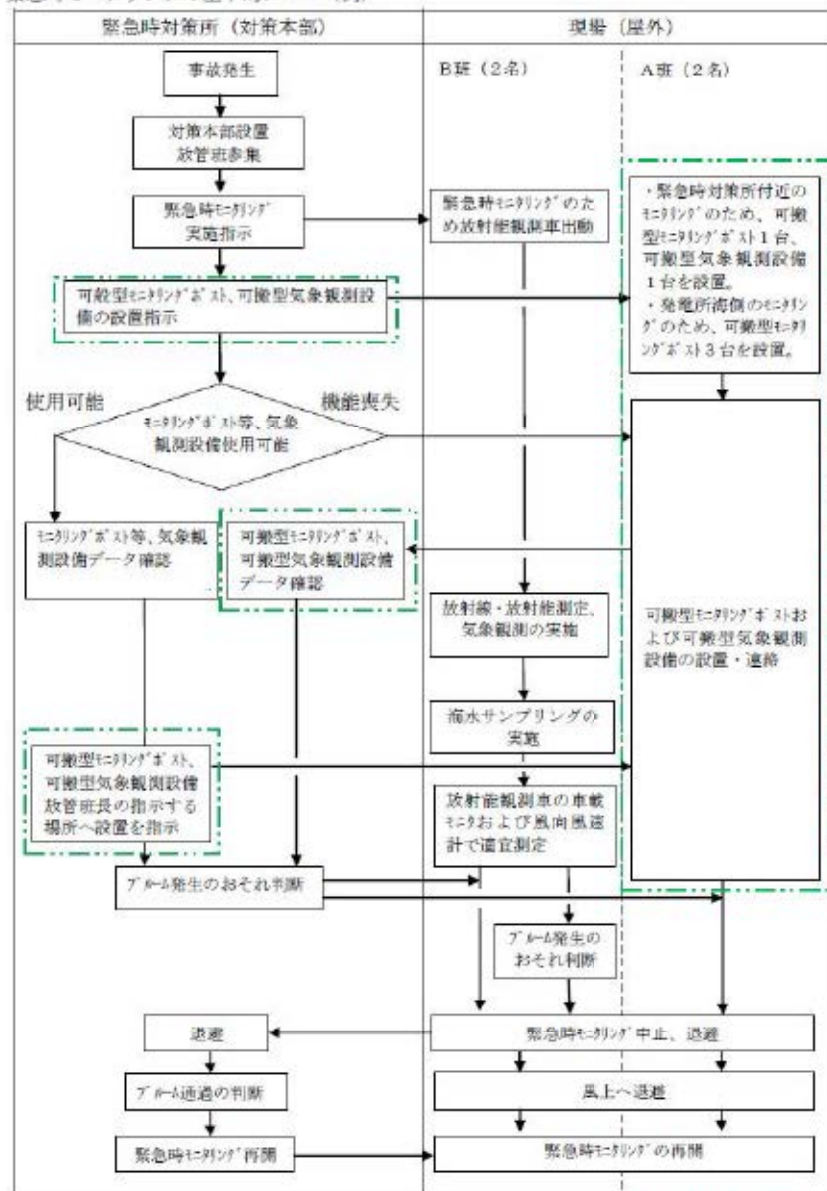 緊急時対策所（対策本部）
現場（屋外）
B班（2名）
A班（2名）
事故発生
対策本部設置
放管班参集
緊急時ﾓﾆﾀﾘﾝｸﾞ
実施指示
緊急時ﾓﾆﾀﾘﾝｸﾞのた
め放射能観測車出動
・緊急時対策所付近の
ﾓﾆﾀﾘﾝｸﾞのため、可搬
型ﾓﾆﾀﾘﾝｸﾞﾎﾟｽﾄ1台、
可搬型気象観測設備
1台を設置。
・発電所海側のﾓﾆﾀﾘ
ﾝｸﾞのため、可搬型ﾓﾆﾀﾘ
ﾝｸﾞﾎﾟｽﾄ3台を設置。
可搬型ﾓﾆﾀﾘﾝｸﾞﾎﾟｽﾄ、可搬型気象観測設
備の設置指示
使用可能
機能喪失
ﾓﾆﾀﾘﾝｸﾞﾎﾟｽﾄ等、気象
観測設備使用可能
ﾓﾆﾀﾘﾝｸﾞﾎﾟｽﾄ等、気象観
測設備データ確認
可搬型ﾓﾆﾀﾘﾝｸﾞﾎﾟｽﾄ、
可搬型気象観測設備
データ確認
放射線・放射能測定、
気象観測の実施
可搬型ﾓﾆﾀﾘﾝｸﾞﾎﾟｽﾄお
よび可搬型気象観測
設備の設置・連絡
海水サンプリングの
実施
可搬型ﾓﾆﾀﾘﾝｸﾞﾎﾟｽﾄ、
可搬型気象観測設備
放管班長の指示する
場所へ設置を指示
放射能観測車の車載
ﾓﾆﾀおよび風向風速
計で適宜測定
ﾌﾟﾙｰﾑ発生のおそれ判断
ﾌﾟﾙｰﾑ発生の
おそれ判断
退避
緊急時ﾓﾆﾀﾘﾝｸﾞ中止、退避
ﾌﾟﾙｰﾑ通過の判断
風上へ退避
緊急時ﾓﾆﾀﾘﾝｸﾞ再開
緊急時ﾓﾆﾀﾘﾝｸﾞの再開